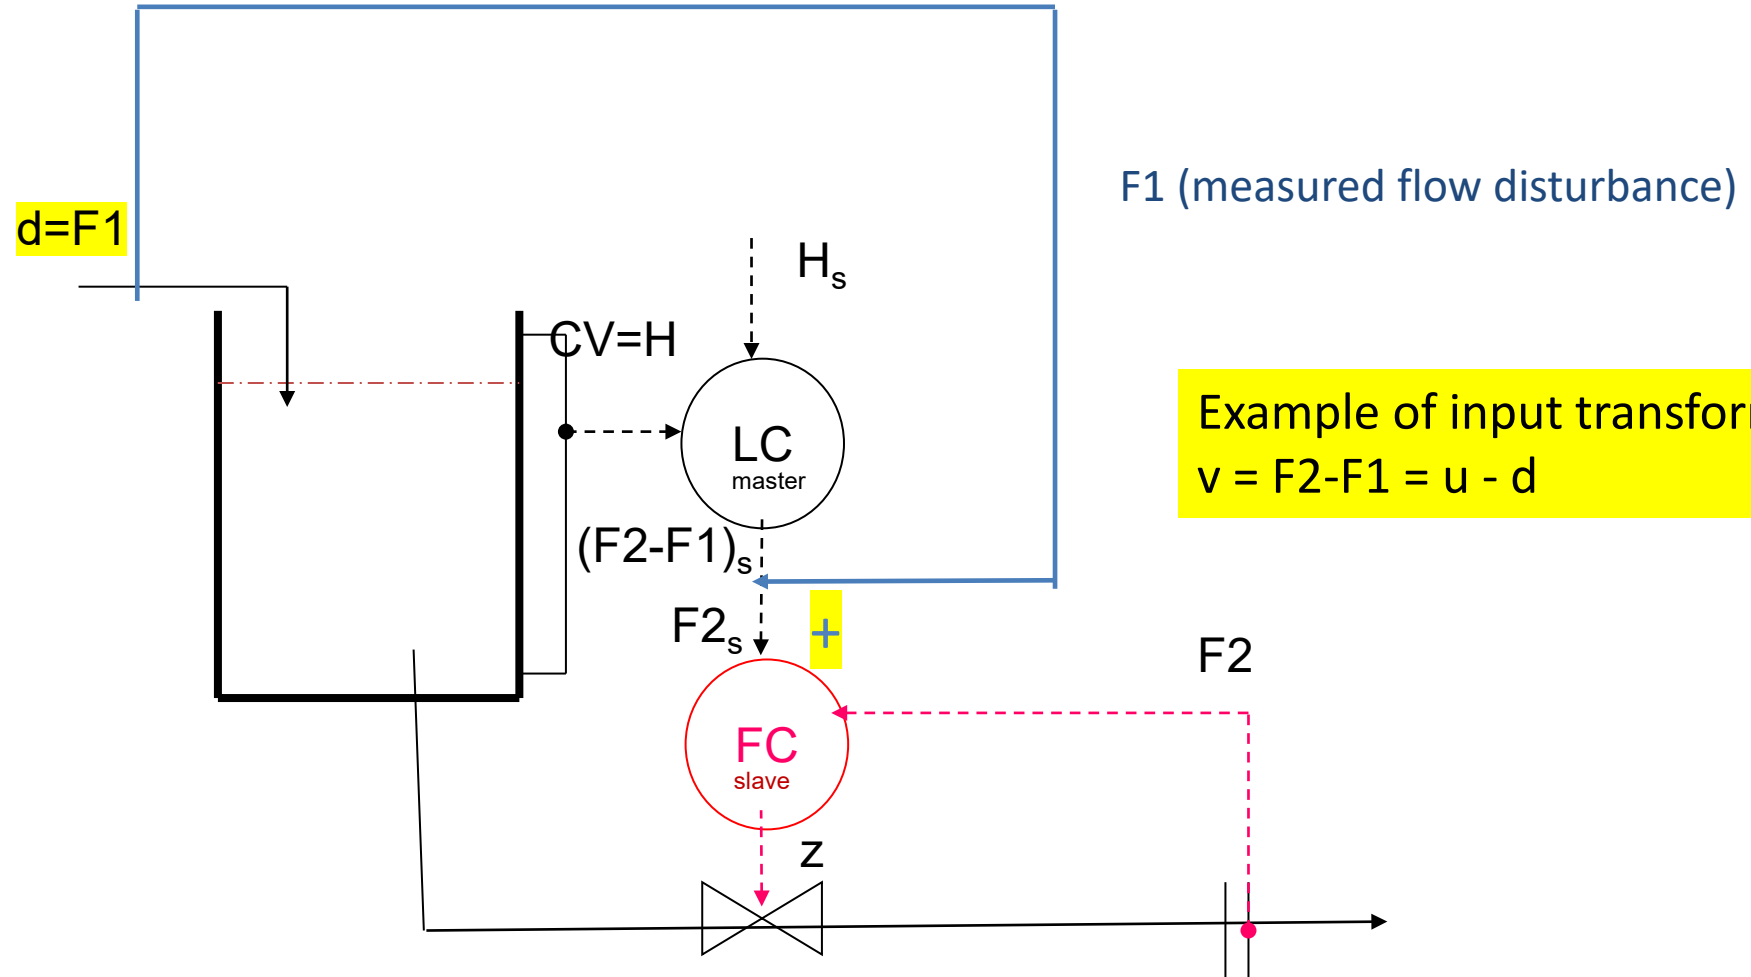 F1 (measured flow disturbance)
d=F1
Hs
CV=H
LC
master
Example of input transfor
v = F2-F1 = u - d
(F2-F1)s
F2s
+
F2
FC
slave
z